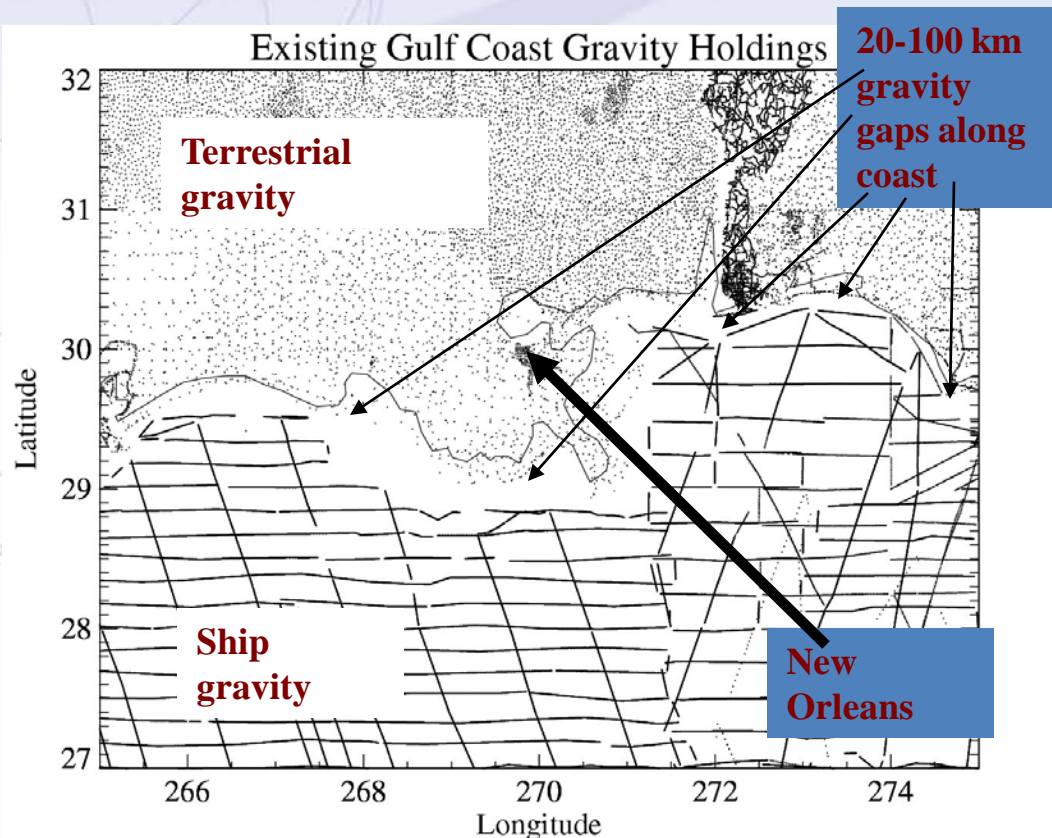 Existing Gulf Coast Gravity Holdings
20-100 km
gravity
gaps along
coast
32
Terrestrial
gravity
31
30
Latitude
29
28
Ship
gravity
New
Orleans
27
266
268
270
272
274
Longitude